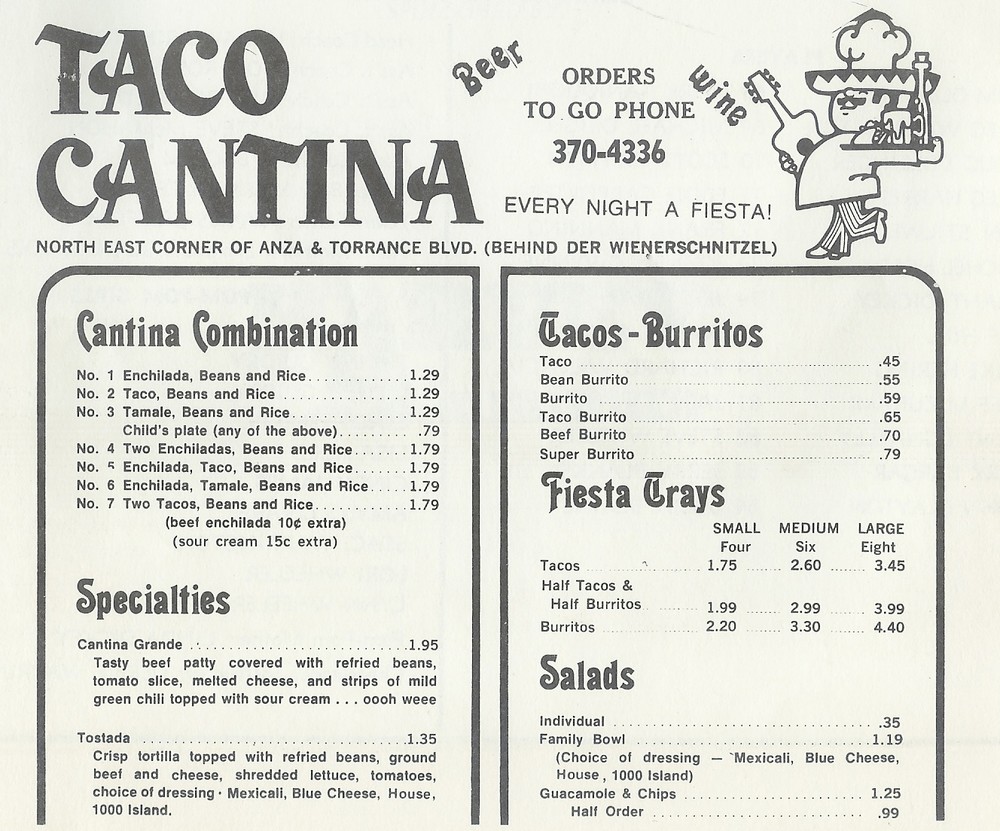 TACO
CANTINA
Beer
ORDERS
TO GO PHONE
370-4336
wine
EVERY NIGHT A FIESTA!
NORTH EAST CORNER OF ANZA & TORRANCE BLVD. (BEHIND DER WIENERSCHNITZEL)
Cantina Combination
No. 1 Enchilada, Beans and Rice............1.29
No. 2 Taco, Beans and Rice ................1.29
No. 3 Tamale, Beans and Rice...............1.29
Child's plate (any of the above)........... .79
No. 4 Two Enchiladas, Beans and Rice.......1.79
No. 5 Enchilada, Taco, Beans and Rice......1.79
No. 6 Enchilada, Tamale, Beans and Rice.....1.79
No. 7 Two Tacos, Beans and Rice............1.79
(beef enchilada 10¢ extra)
(sour cream 15c extra)
Specialties
Cantina Grande ............................1.95
Tasty beef patty covered with refried beans,
tomato slice, melted cheese, and strips of mild
green chili topped with sour cream . . . oooh weee
Tostada ...................................1.35
Crisp tortilla topped with refried beans, ground
beef and cheese, shredded lettuce, tomatoes,
choice of dressing · Mexicali, Blue Cheese, House,
1000 Island.
Tacos - Burritos
Taco ...................................... .45
Bean Burrito .............................. .55
Burrito ................................... .59
Taco Burrito .............................. .65
Beef Burrito .............................. .70
Super Burrito ............................. .79
Fiesta Trays
SMALL MEDIUM LARGE
Four Six Eight
Tacos 1.75 ........ 2.60 ........ 3.45
Half Tacos &
Half Burritos 1.99 ........ 2.99 ........ 3.99
Burritos 2.20 ........ 3.30 ........ 4.40
Salads
Individual ................................ .35
Family Bowl ...............................1.19
(Choice of dressing — Mexicali, Blue Cheese,
House, 1000 Island)
Guacamole & Chips .........................1.25
Half Order ................................ .99